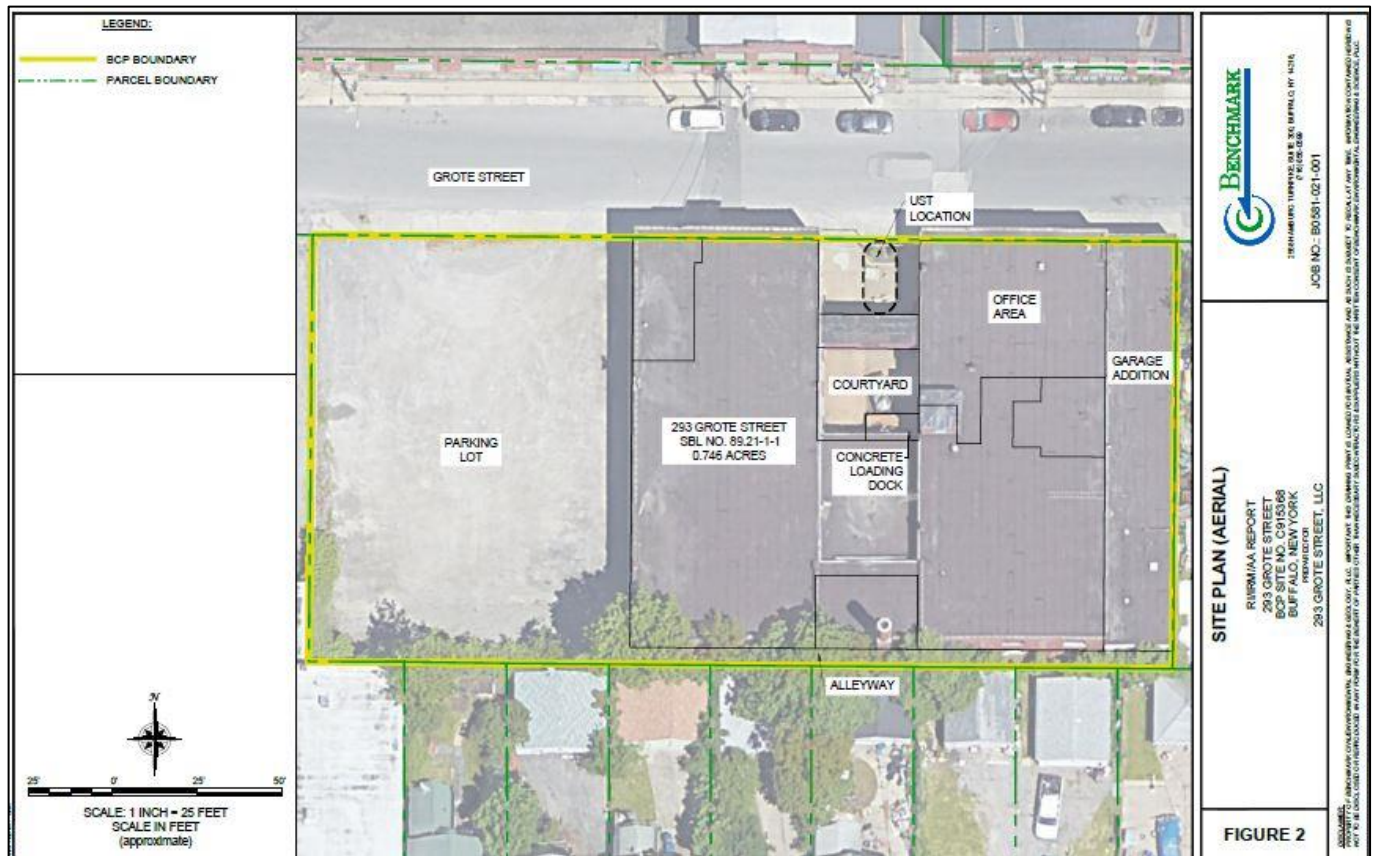 LEGEND:
BCP BOUNDARY
PARCEL BOUNDARY
GROTE STREET
UST
LOCATION
OFFICE
AREA
GARAGE
ADDITION
COURTYARD
PARKING
LOT
293 GROTE STREET
SBL NO. 89.21-1-1
0.746 ACRES
CONCRETE
LOADING
DOCK
ALLEYWAY
N
25' 0' 25' 50'
SCALE: 1 INCH = 25 FEET
SCALE IN FEET
(approximate)
BENCHMARK
JOB NO.: B0581-021-001
SITE PLAN (AERIAL)
RI/IRM/AA REPORT
293 GROTE STREET
BCP SITE NO. C915368
BUFFALO, NEW YORK
PREPARED FOR
293 GROTE STREET, LLC
FIGURE 2
DISCLAIMER: